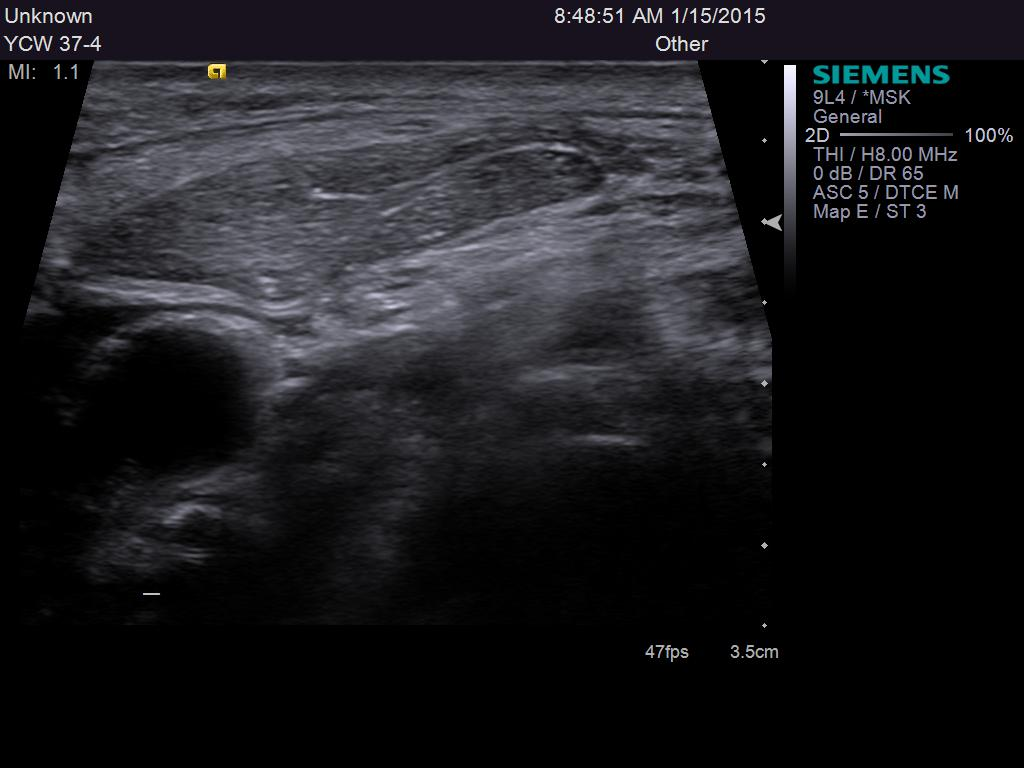 Unknown
8:48:51 AM 1/15/2015
YCW 37-4
Other
MI: 1.1
SIEMENS
9L4 / *MSK
General
2D 100%
THI / H8.00 MHz
0 dB / DR 65
ASC 5 / DTCE M
Map E / ST 3
47fps
3.5cm